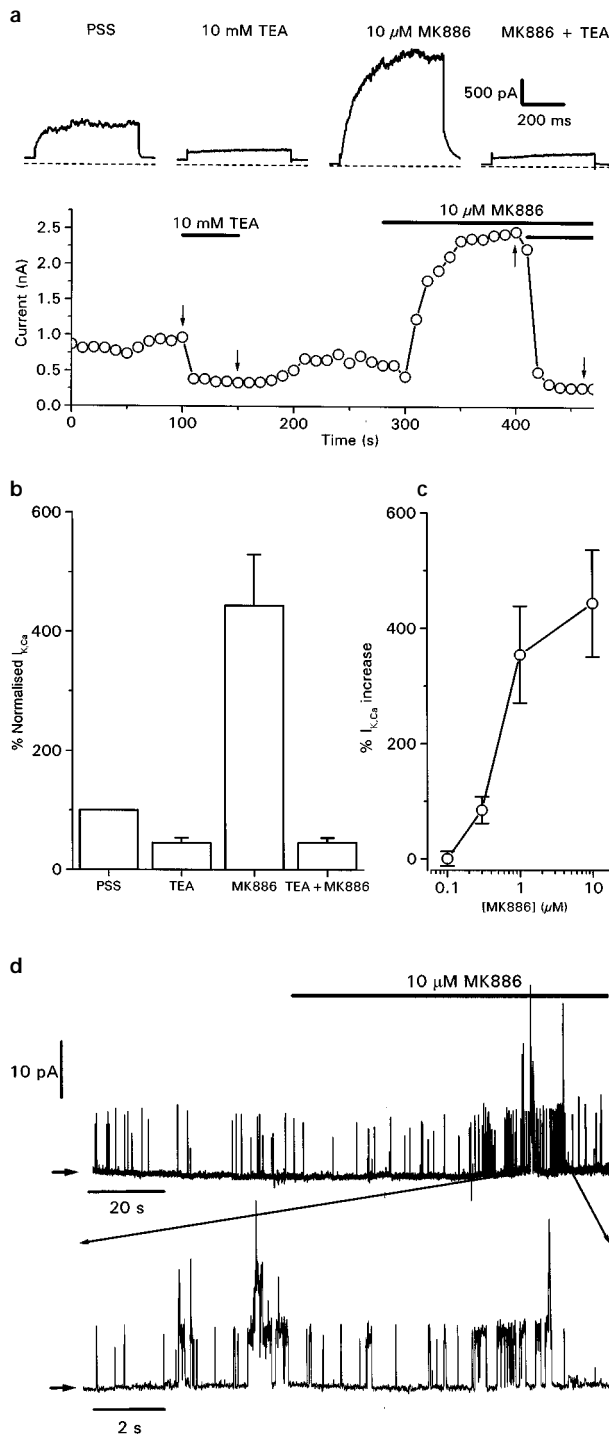 a
PSS
10 mM TEA
10 µM MK886
MK886 + TEA
500 pA
200 ms
10 mM TEA
10 µM MK886
Current (nA)
2.5
2.0
1.5
1.0
0.5
0.0
0
100
200
300
400
Time (s)
b
% Normalised I K,Ca
600
400
200
0
PSS
TEA
MK886
TEA + MK886
c
% I K,Ca increase
600
400
200
0
0.1
1
10
[MK886] (µM)
d
10 µM MK886
10 pA
20 s
2 s